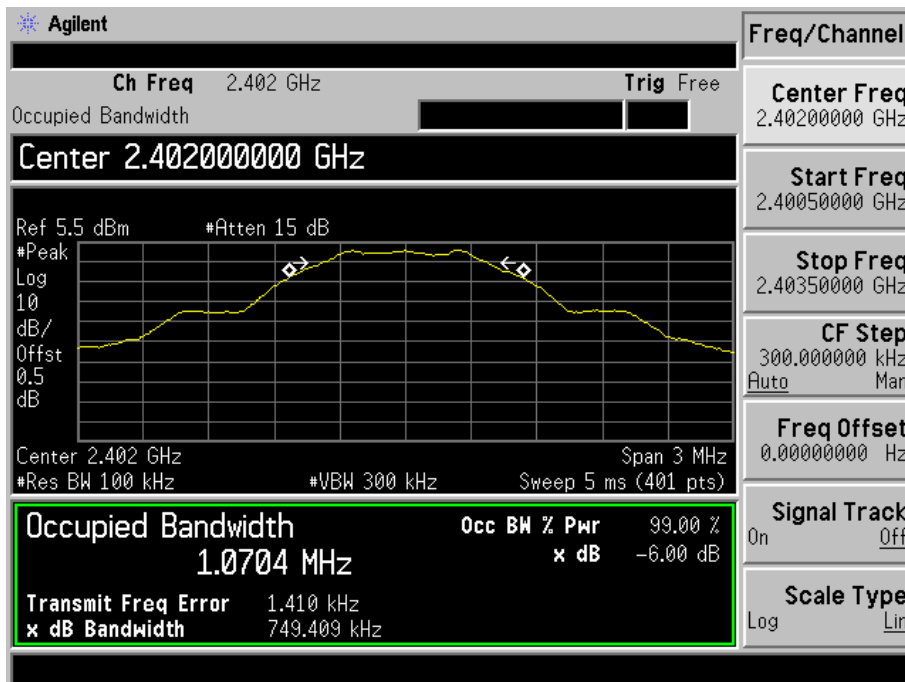 Agilent
Freq/Channel
Ch Freq 2.402 GHz Trig Free
Occupied Bandwidth
Center 2.402000000 GHz
Ref 5.5 dBm #Atten 15 dB
#Peak
Log
10
dB/
Offst
0.5
dB
Center 2.402 GHz Span 3 MHz
#Res BW 100 kHz #VBW 300 kHz Sweep 5 ms (401 pts)
Occupied Bandwidth Occ BW % Pwr 99.00 %
1.0704 MHz x dB -6.00 dB
Transmit Freq Error 1.410 kHz
x dB Bandwidth 749.409 kHz
Center Freq
2.40200000 GHz
Start Freq
2.40050000 GHz
Stop Freq
2.40350000 GHz
CF Step
300.000000 kHz
Auto Man
Freq Offset
0.00000000 Hz
Signal Track
On Off
Scale Type
Log Lin